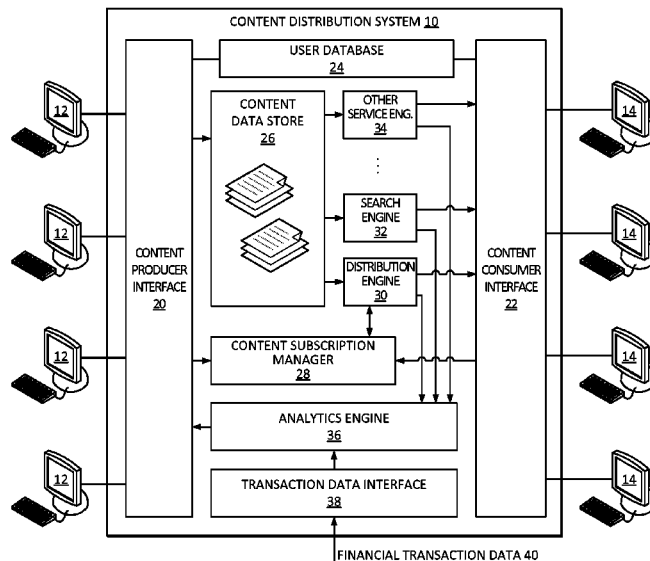 CONTENT DISTRIBUTION SYSTEM 10
USER DATABASE
24
CONTENT
DATA STORE
26
OTHER
SERVICE ENG.
34
SEARCH
ENGINE
32
DISTRIBUTION
ENGINE
30
CONTENT
PRODUCER
INTERFACE
20
CONTENT
CONSUMER
INTERFACE
22
CONTENT SUBSCRIPTION
MANAGER
28
ANALYTICS ENGINE
36
TRANSACTION DATA INTERFACE
38
FINANCIAL TRANSACTION DATA 40
12
12
12
12
14
14
14
14